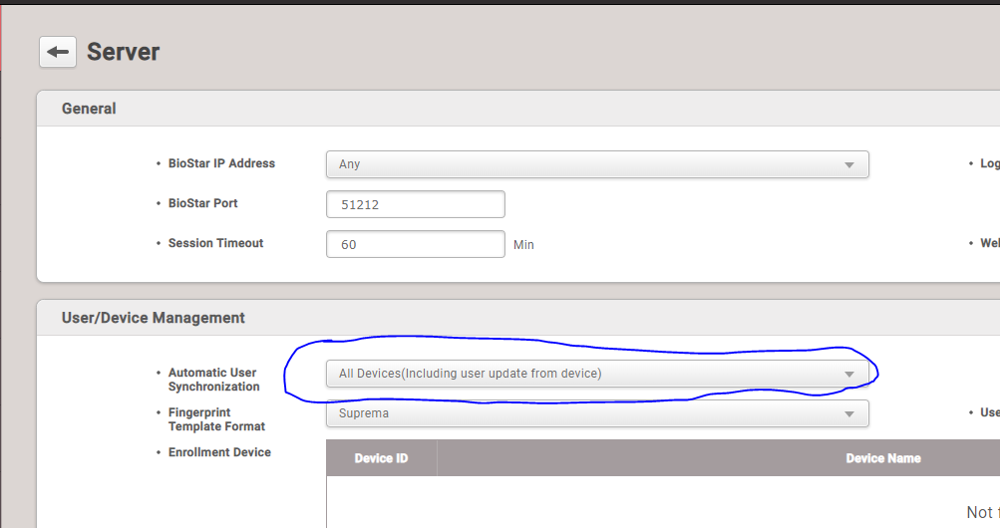 Server
General
BioStar IP Address
Any
Log
BioStar Port
51212
Session Timeout
60
Min
Wel
User/Device Management
Automatic User
Synchronization
All Devices(Including user update from device)
Fingerprint
Template Format
Suprema
Use
Enrollment Device
Device ID
Device Name
Not f